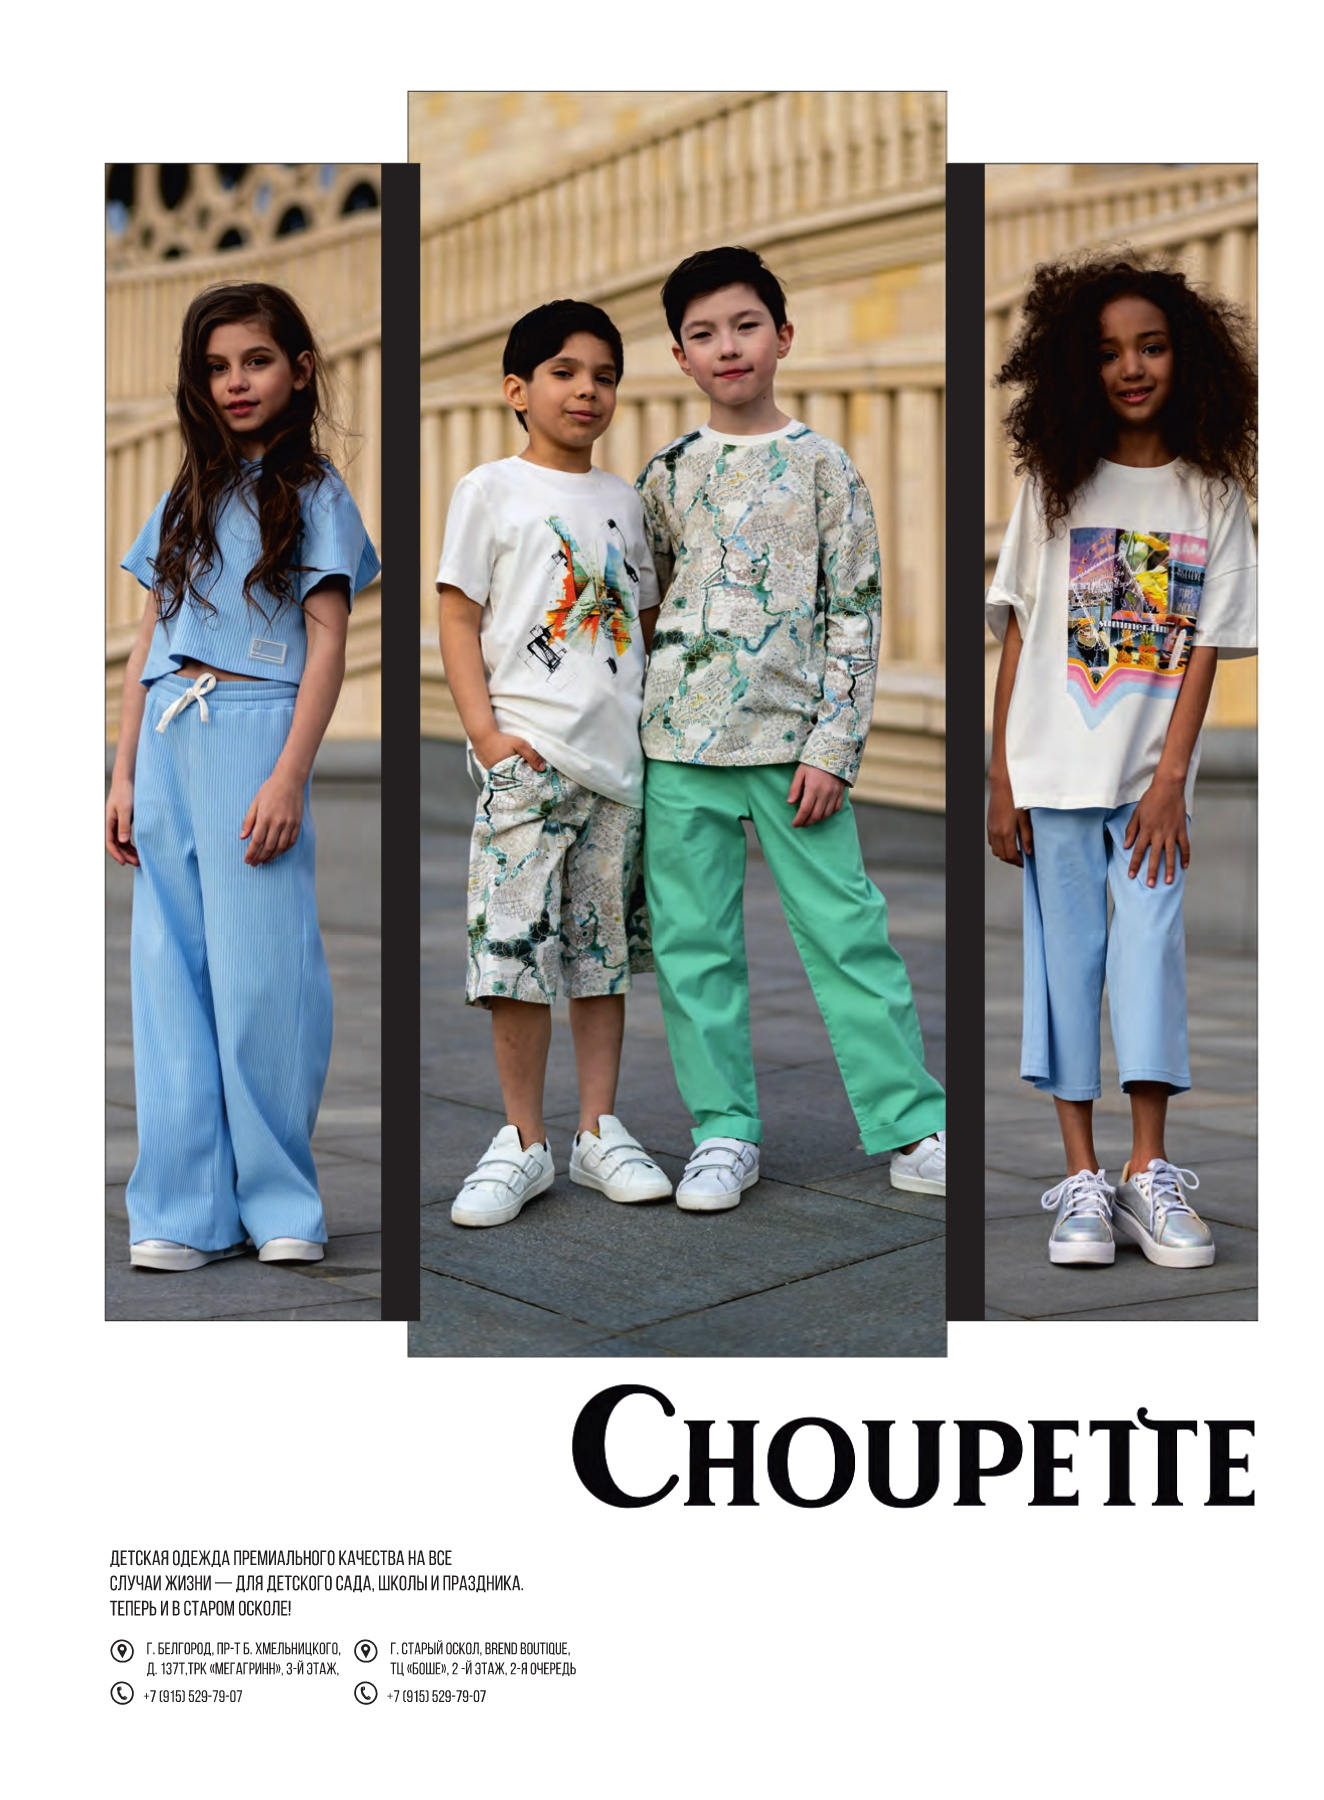 summer tim
CHOUPETTE
ДЕТСКАЯ ОДЕЖДА ПРЕМИАЛЬНОГО КАЧЕСТВА НА ВСЕ
СЛУЧАИ ЖИЗНИ — ДЛЯ ДЕТСКОГО САДА, ШКОЛЫ И ПРАЗДНИКА.
ТЕПЕРЬ И В СТАРОМ ОСКОЛЕ!
Г. БЕЛГОРОД, ПР-Т Б. ХМЕЛЬНИЦКОГО,
Д. 137Т,ТРК «МЕГАГРИНН», 3-Й ЭТАЖ,
+7 (915) 529-79-07
Г. СТАРЫЙ ОСКОЛ, BREND BOUTIQUE,
ТЦ «БОШЕ», 2 -Й ЭТАЖ, 2-Я ОЧЕРЕДЬ
+7 (915) 529-79-07